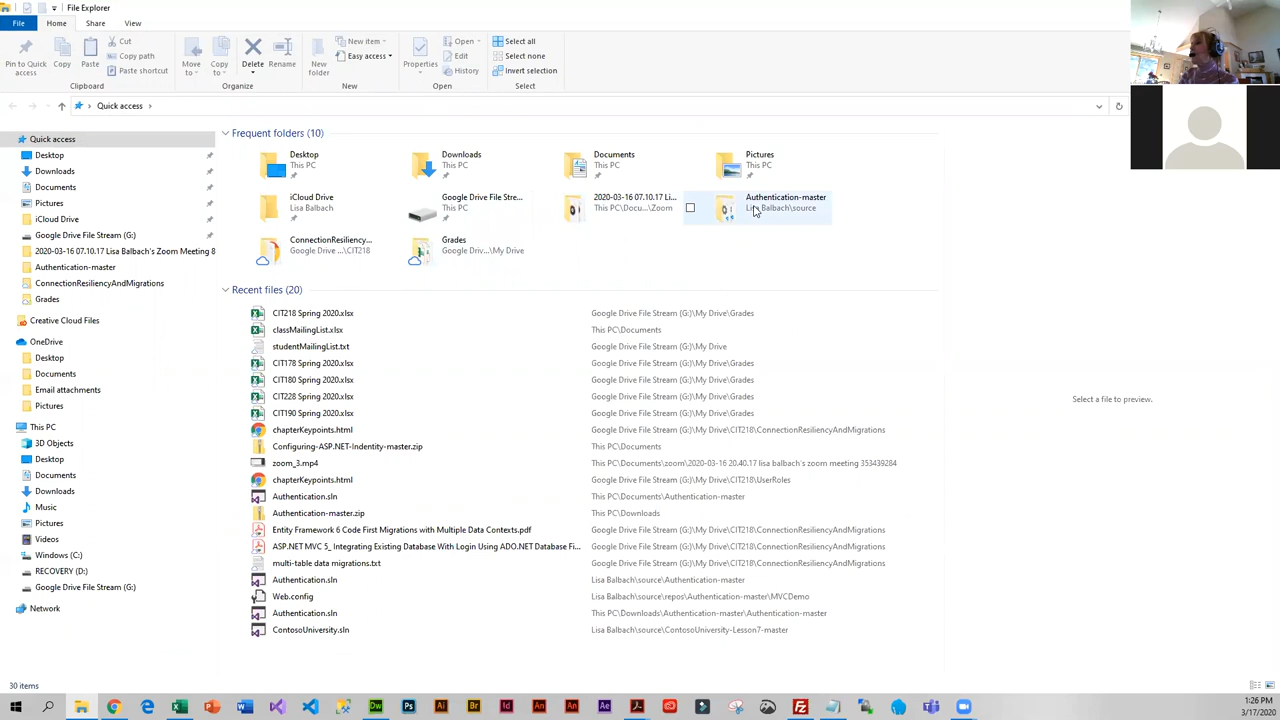 File Explorer
File Home Share View
Pin to Quick access
Copy
Paste
Cut
Copy path
Paste shortcut
Clipboard
Move to
Copy to
Delete
Rename
Organize
New folder
New item
Easy access
New
Properties
Open
Edit
History
Open
Select all
Select none
Invert selection
Select
Quick access
Quick access
Desktop
Downloads
Documents
Pictures
iCloud Drive
Google Drive File Stream (G:)
2020-03-16 07.10.17 Lisa Balbach's Zoom Meeting 8
Authentication-master
ConnectionResiliencyAndMigrations
Grades
Creative Cloud Files
OneDrive
Desktop
Documents
Email attachments
Pictures
This PC
3D Objects
Desktop
Documents
Downloads
Music
Pictures
Videos
Windows (C:)
RECOVERY (D:)
Google Drive File Stream (G:)
Network
Frequent folders (10)
Desktop
This PC
Downloads
This PC
Documents
This PC
Pictures
This PC
iCloud Drive
Lisa Balbach
Google Drive File Stre...
This PC
2020-03-16 07.10.17 Li...
This PC\Docu...\Zoom
Authentication-master
Lisa Balbach\source
ConnectionResiliency...
Google Drive ...\CIT218
Grades
Google Driv...\My Drive
Recent files (20)
CIT218 Spring 2020.xlsx Google Drive File Stream (G:)\My Drive\Grades
classMailingList.xlsx This PC\Documents
studentMailingList.txt Google Drive File Stream (G:)\My Drive
CIT178 Spring 2020.xlsx Google Drive File Stream (G:)\My Drive\Grades
CIT180 Spring 2020.xlsx Google Drive File Stream (G:)\My Drive\Grades
CIT228 Spring 2020.xlsx Google Drive File Stream (G:)\My Drive\Grades
CIT190 Spring 2020.xlsx Google Drive File Stream (G:)\My Drive\Grades
chapterKeypoints.html Google Drive File Stream (G:)\My Drive\CIT218\ConnectionResiliencyAndMigrations
Configuring-ASP.NET-Indentity-master.zip This PC\Documents
zoom_3.mp4 This PC\Documents\zoom\2020-03-16 20.40.17 lisa balbach's zoom meeting 353439284
chapterKeypoints.html Google Drive File Stream (G:)\My Drive\CIT218\UserRoles
Authentication.sln This PC\Documents\Authentication-master
Authentication-master.zip This PC\Downloads
Entity Framework 6 Code First Migrations with Multiple Data Contexts.pdf Google Drive File Stream (G:)\My Drive\CIT218\ConnectionResiliencyAndMigrations
ASP.NET MVC 5_ Integrating Existing Database With Login Using ADO.NET Database Fi... Google Drive File Stream (G:)\My Drive\CIT218\ConnectionResiliencyAndMigrations
multi-table data migrations.txt Google Drive File Stream (G:)\My Drive\CIT218\ConnectionResiliencyAndMigrations
Authentication.sln Lisa Balbach\source\Authentication-master
Web.config Lisa Balbach\source\repos\Authentication-master\MVCDemo
Authentication.sln This PC\Downloads\Authentication-master\Authentication-master
ContosoUniversity.sln Lisa Balbach\source\ContosoUniversity-Lesson7-master
Select a file to preview.
30 items
Dw Ps Ai Br Id An An Ae
1:26 PM
3/17/2020